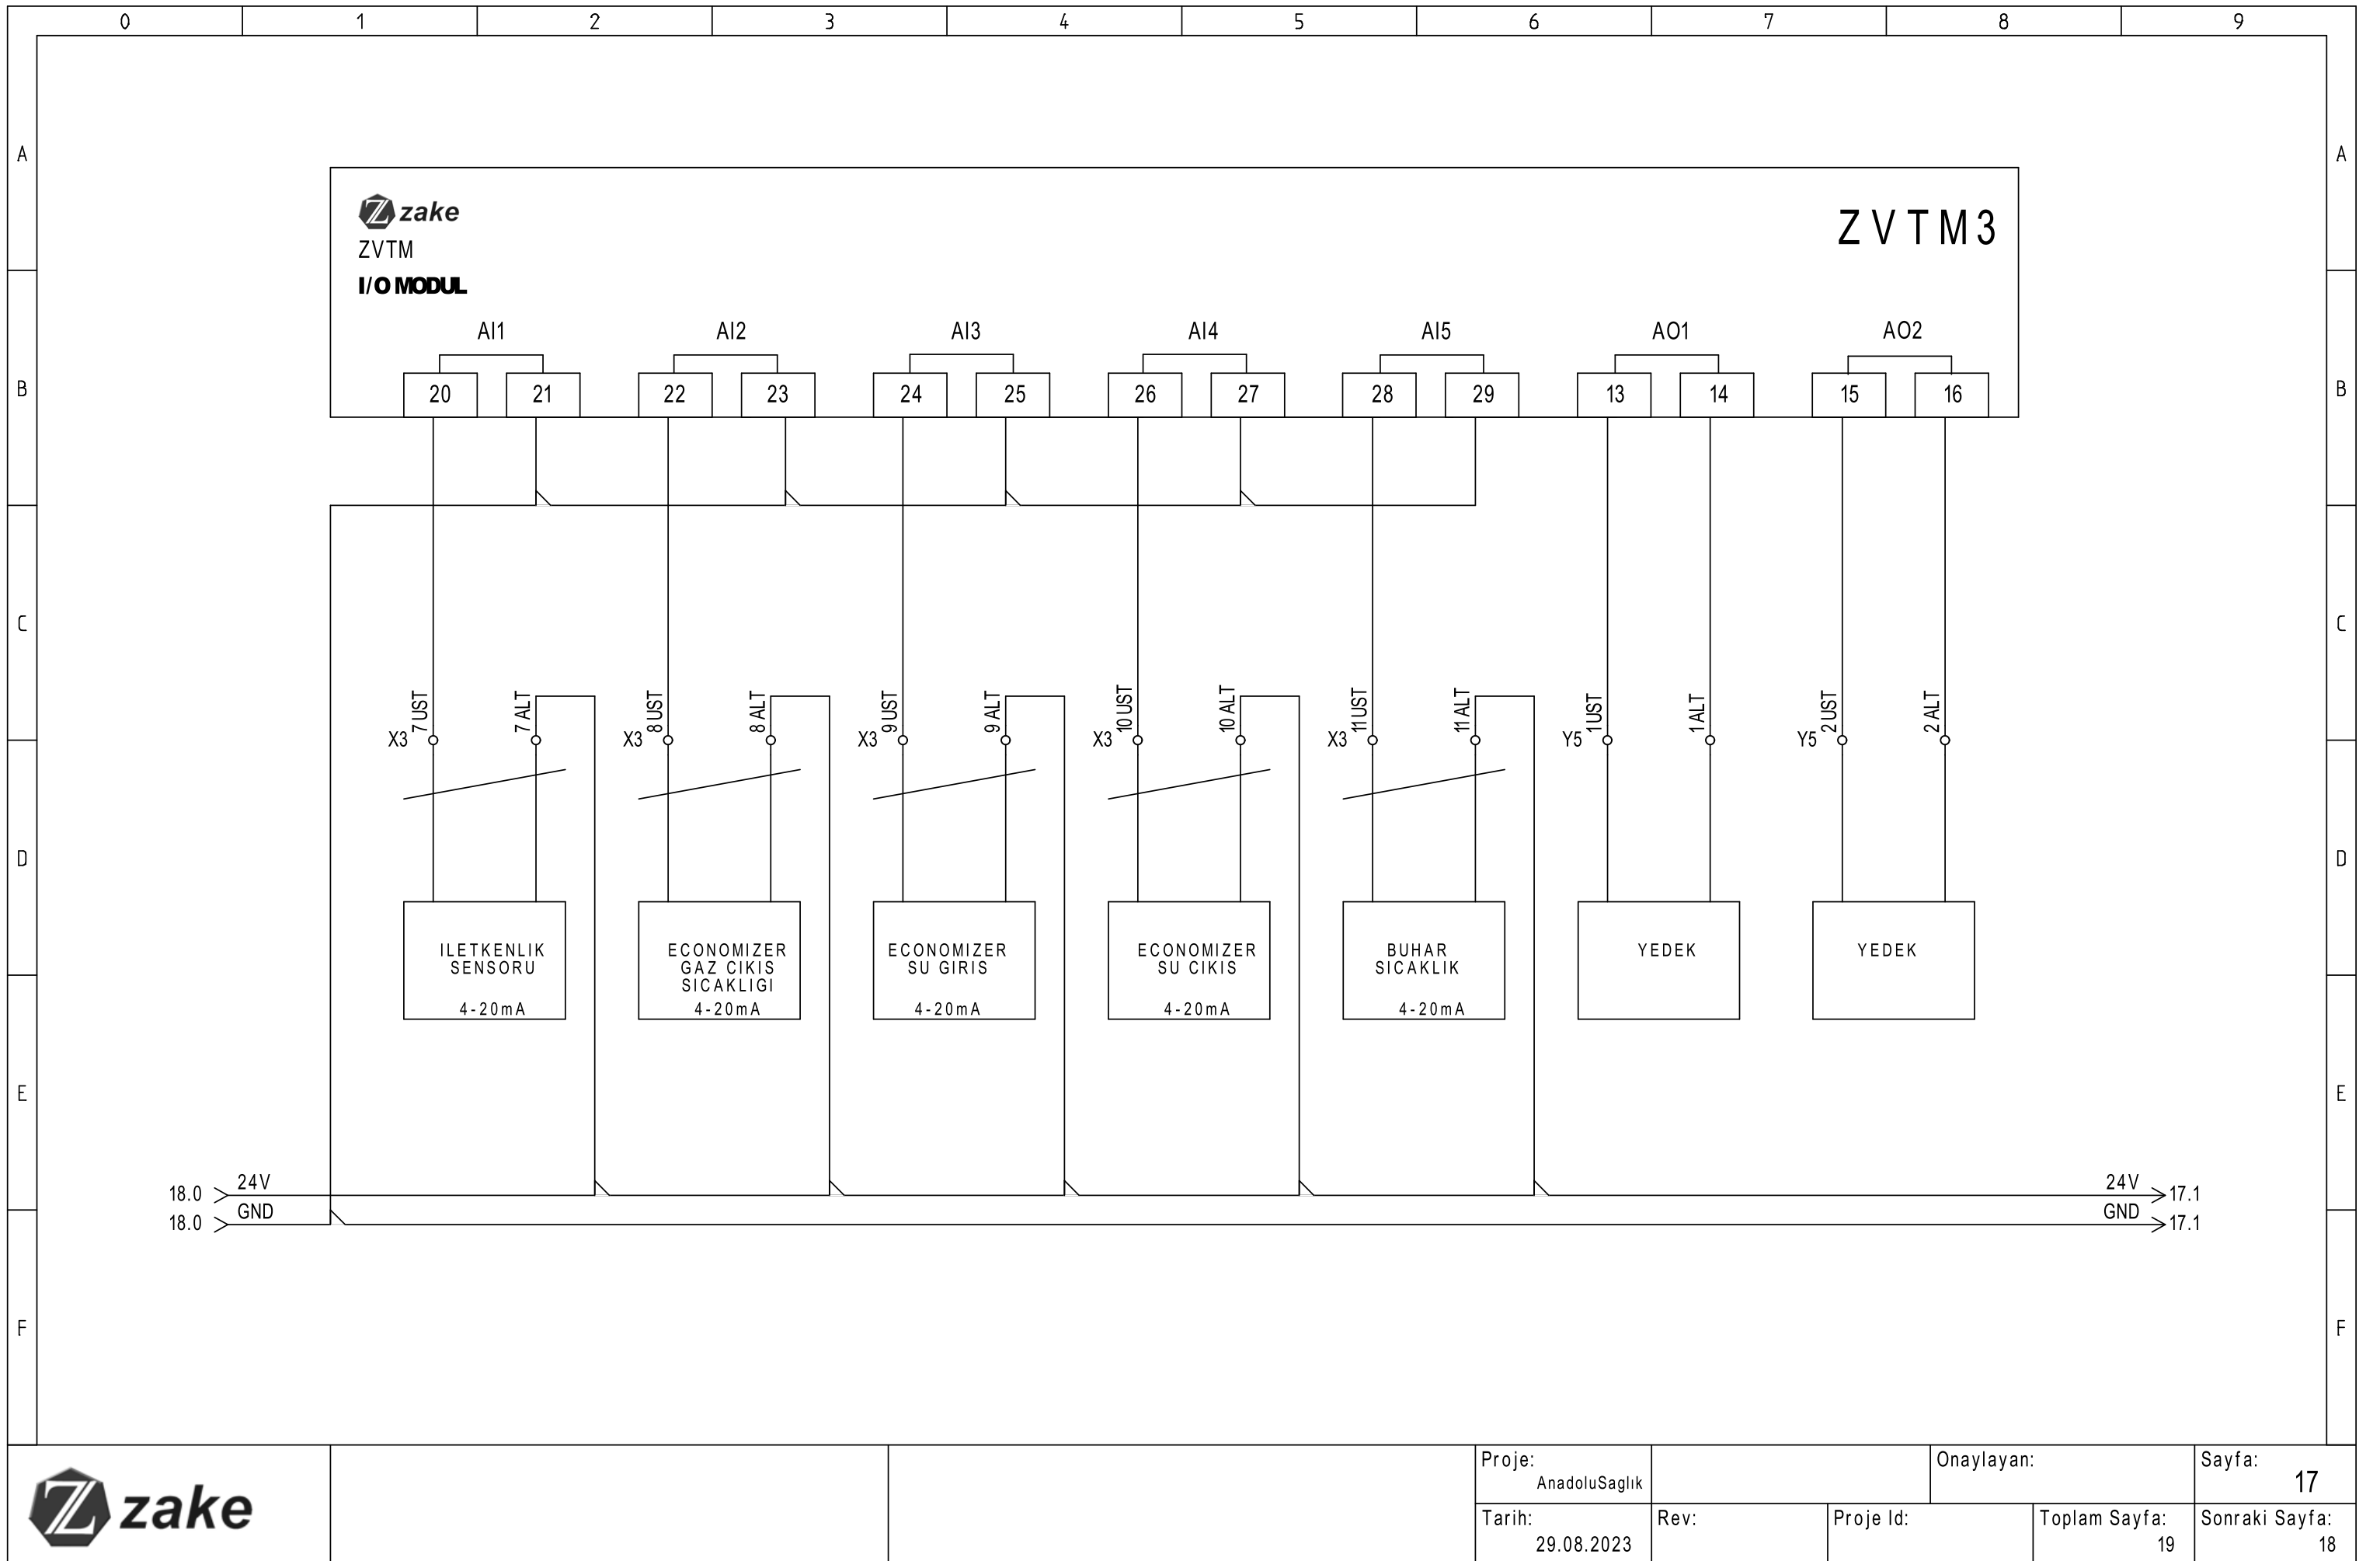 0 1 2 3 4 5 6 7 8 9
A A
zake
ZVTM3
ZVTM
I/O MODUL
AI1 AI2 AI3 AI4 AI5 AO1 AO2
B 20 21 22 23 24 25 26 27 28 29 13 14 15 16 B
C C
7 UST 7 ALT 8 UST 8 ALT 9 UST 9 ALT 10 UST 10 ALT 11 UST 11 ALT 1 UST 1 ALT 2 UST 2 ALT
X3 X3 X3 X3 X3 Y5 Y5
D D
ILETKENLIK
SENSORU
4-20mA
ECONOMIZER
GAZ CIKIS
SICAKLIGI
4-20mA
ECONOMIZER
SU GIRIS
4-20mA
ECONOMIZER
SU CIKIS
4-20mA
BUHAR
SICAKLIK
4-20mA
YEDEK
YEDEK
E E
18.0 24V 24V 17.1
18.0 GND GND 17.1
F F
zake
Proje:
AnadoluSaglık
Onaylayan:
Sayfa:
17
Tarih:
29.08.2023
Rev:
Proje Id:
Toplam Sayfa:
19
Sonraki Sayfa:
18